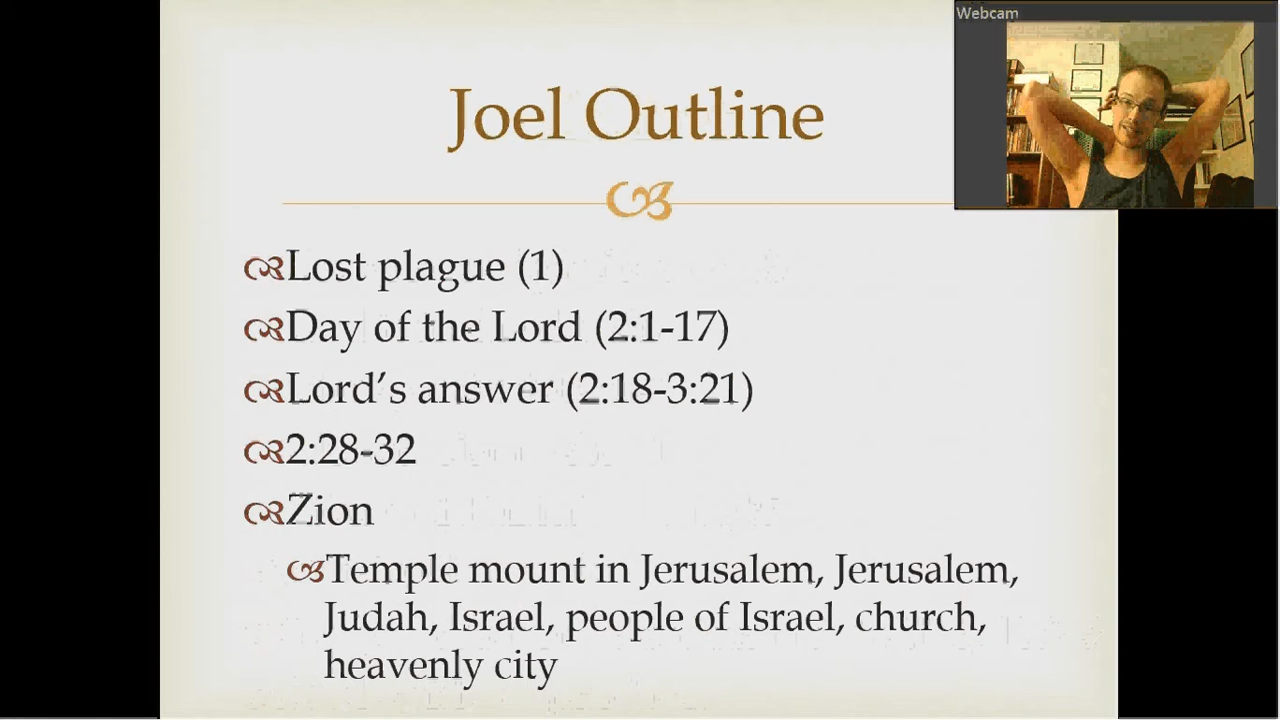 Webcam
Joel Outline
Lost plague (1)
Day of the Lord (2:1-17)
Lord’s answer (2:18-3:21)
2:28-32
Zion
Temple mount in Jerusalem, Jerusalem,
Judah, Israel, people of Israel, church,
heavenly city